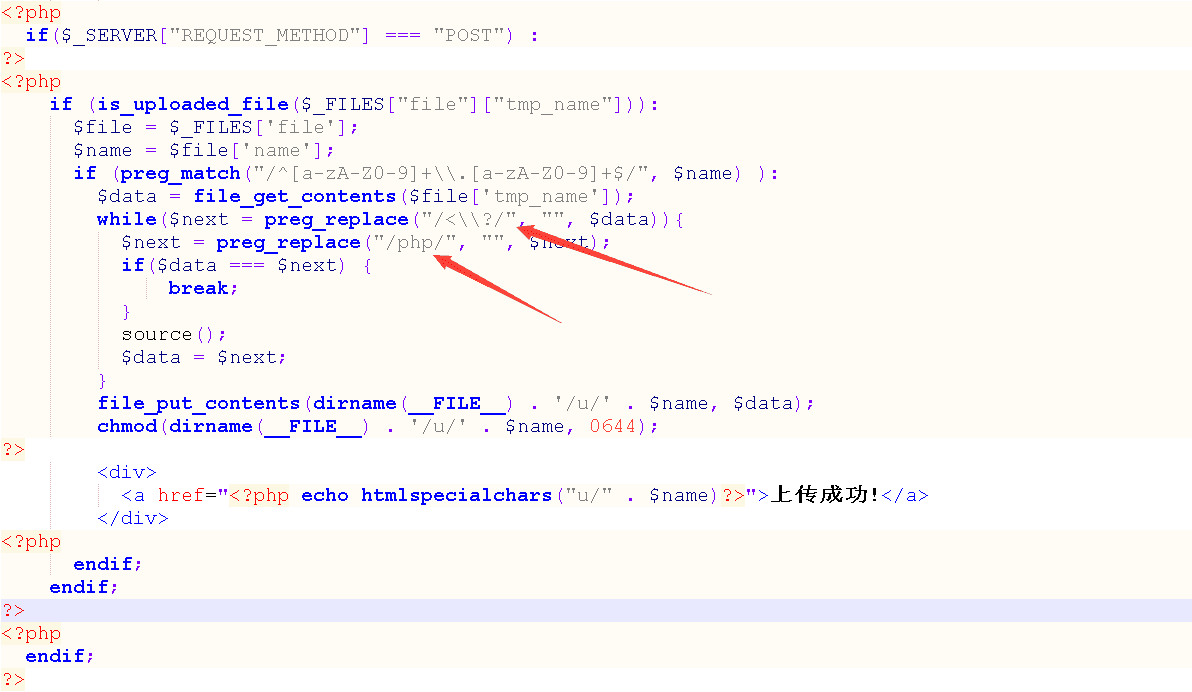 <?php
if($_SERVER["REQUEST_METHOD"] === "POST") :
?>
<?php
if (is_uploaded_file($_FILES["file"]["tmp_name"])):
$file = $_FILES['file'];
$name = $file['name'];
if (preg_match("/^[a-zA-Z0-9]+\\.[a-zA-Z0-9]+$/", $name) ):
$data = file_get_contents($file['tmp_name']);
while($next = preg_replace("/<\\?/", "", $data)){
$next = preg_replace("/php/", "", $next);
if($data === $next) {
break;
}
source();
$data = $next;
}
file_put_contents(dirname(__FILE__) . '/u/' . $name, $data);
chmod(dirname(__FILE__) . '/u/' . $name, 0644);
?>
<div>
<a href="<?php echo htmlspecialchars("u/" . $name)?>">上传成功!</a>
</div>
<?php
endif;
endif;
?>
<?php
endif;
?>